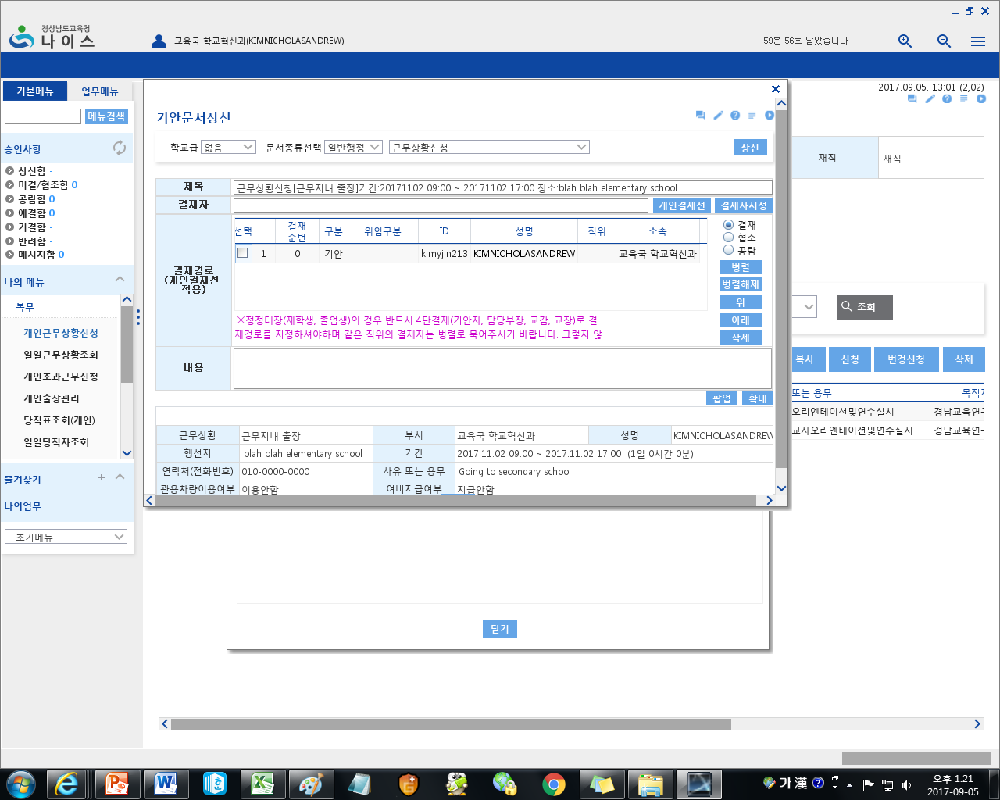 경상남도교육청
나이스
교육국 학교혁신과(KIMNICHOLASANDREW)
59분 56초 남았습니다
기본메뉴 업무메뉴
2017.09.05. 13:01 (2,02)
메뉴검색
승인사항
상신함 -
미결/협조함 0
공람함 0
예결함 0
기결함 -
반려함 -
메시지함 0
나의 메뉴
복무
개인근무상황신청
일일근무상황조회
개인초과근무신청
개인출장관리
당직표조회(개인)
일일당직자조회
즐겨찾기 +
나의업무
--초기메뉴--
기안문서상신
학교급 없음 문서종류선택 일반행정 근무상황신청 상신
제목 근무상황신청[근무지내 출장]기간:20171102 09:00 ~ 20171102 17:00 장소:blah blah elementary school
결재자 개인결재선 결재자지정
결재경로
(개인결재선
적용)
선택 결재순번 구분 위임구분 ID 성명 직위 소속
1 0 기안 kimyjin213 KIMNICHOLASANDREW 교육국 학교혁신과
결재
협조
공람
병렬
병렬해제
위
아래
삭제
※정정대장(재학생, 졸업생)의 경우 반드시 4단결재(기안자, 담당부장, 교감, 교장)로 결
재경로를 지정하셔야하며 같은 직위의 결재자는 병렬로 묶어주시기 바랍니다. 그렇지 않
내용
팝업 확대
근무상황 근무지내 출장 부서 교육국 학교혁신과 성명 KIMNICHOLASANDREW
행선지 blah blah elementary school 기간 2017.11.02 09:00 ~ 2017.11.02 17:00 (1일 0시간 0분)
연락처(전화번호) 010-0000-0000 사유 또는 용무 Going to secondary school
관용차량이용여부 이용안함 여비지급여부 지급안함
닫기
재직 재직
조회
복사 신청 변경신청 삭제
또는 용무 목적지
오리엔테이션및연수실시 경남교육연구
교사오리엔테이션및연수실시 경남교육연구
가 漢
오후 1:21
2017-09-05